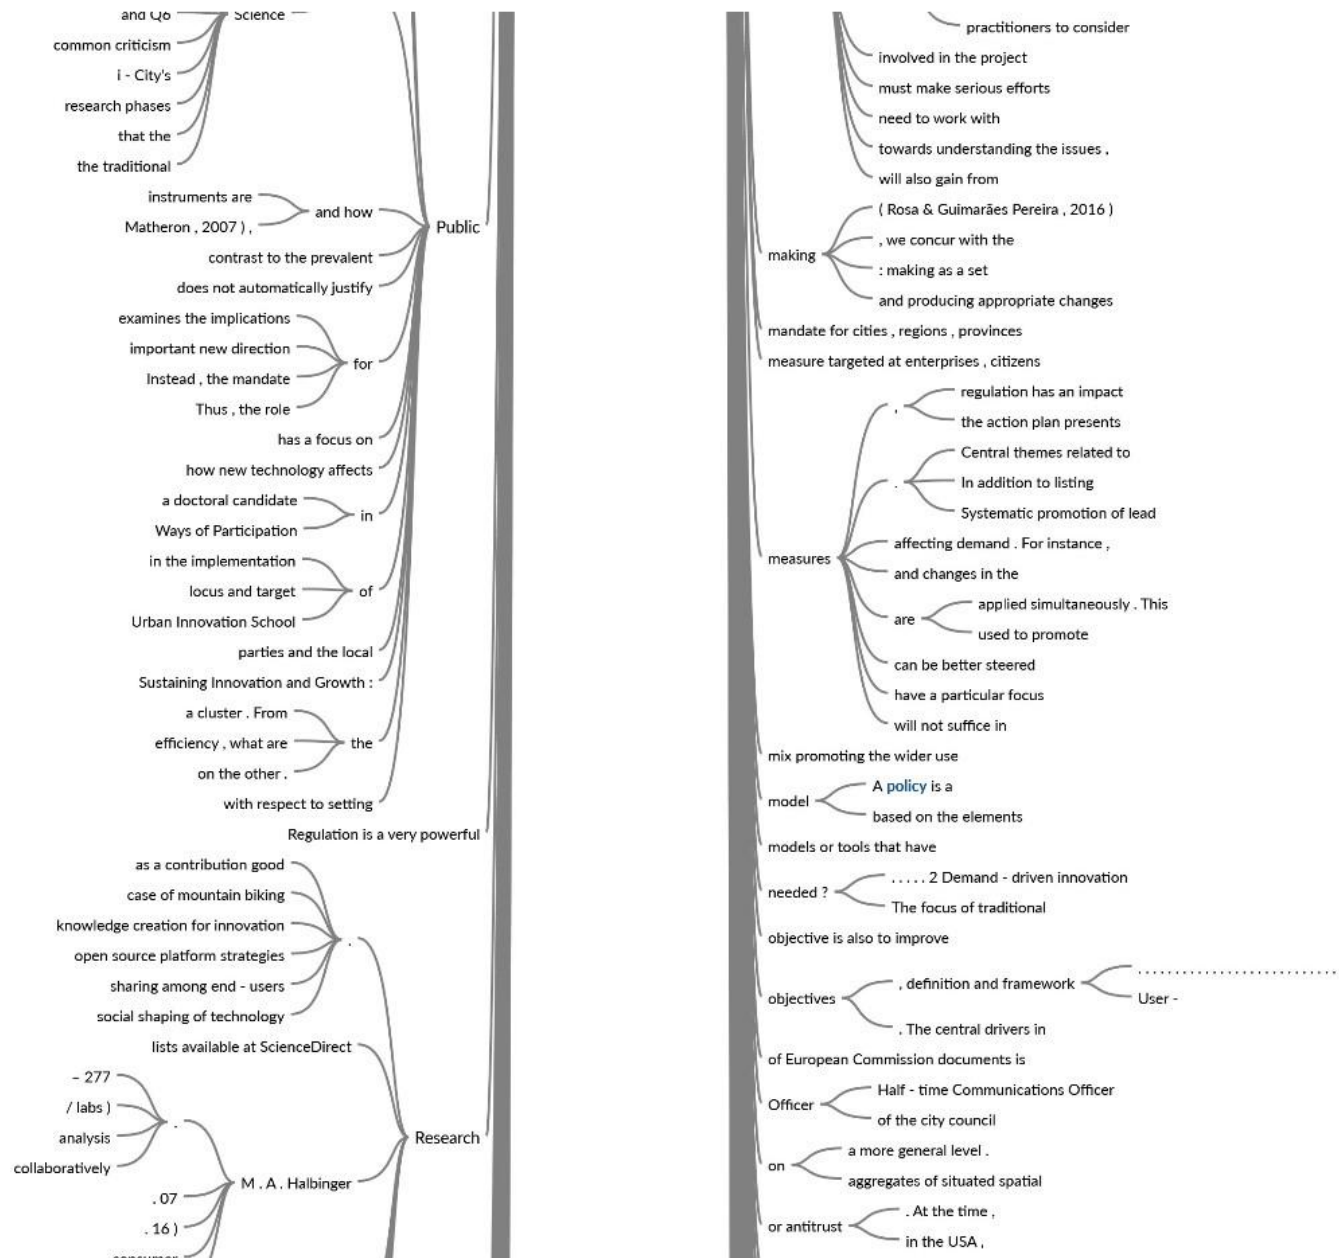 and Q6
Science
common criticism
i - City's
research phases
that the
the traditional
instruments are
Matheron , 2007 ) ,
and how
contrast to the prevalent
does not automatically justify
examines the implications
important new direction
Instead , the mandate
Thus , the role
for
has a focus on
how new technology affects
a doctoral candidate
Ways of Participation
in
in the implementation
locus and target
Urban Innovation School
of
parties and the local
Sustaining Innovation and Growth :
a cluster . From
efficiency , what are
on the other .
the
with respect to setting
Public
Regulation is a very powerful
as a contribution good
case of mountain biking
knowledge creation for innovation
open source platform strategies
sharing among end - users
social shaping of technology
.
lists available at ScienceDirect
– 277
/ labs )
analysis
collaboratively
.
. 07
. 16 )
M . A . Halbinger
Research
practitioners to consider
involved in the project
must make serious efforts
need to work with
towards understanding the issues ,
will also gain from
making
( Rosa & Guimarães Pereira , 2016 )
, we concur with the
: making as a set
and producing appropriate changes
mandate for cities , regions , provinces
measure targeted at enterprises , citizens
measures
,
regulation has an impact
the action plan presents
.
Central themes related to
In addition to listing
Systematic promotion of lead
affecting demand . For instance ,
and changes in the
are
applied simultaneously . This
used to promote
can be better steered
have a particular focus
will not suffice in
mix promoting the wider use
model
A policy is a
based on the elements
models or tools that have
needed ?
. . . . . 2 Demand - driven innovation
The focus of traditional
objective is also to improve
objectives
, definition and framework
. . . . . . . . . . . . . . . . . . . . . . . . . . . . . .
User -
. The central drivers in
of European Commission documents is
Officer
Half - time Communications Officer
of the city council
on
a more general level .
aggregates of situated spatial
or antitrust
. At the time ,
in the USA ,